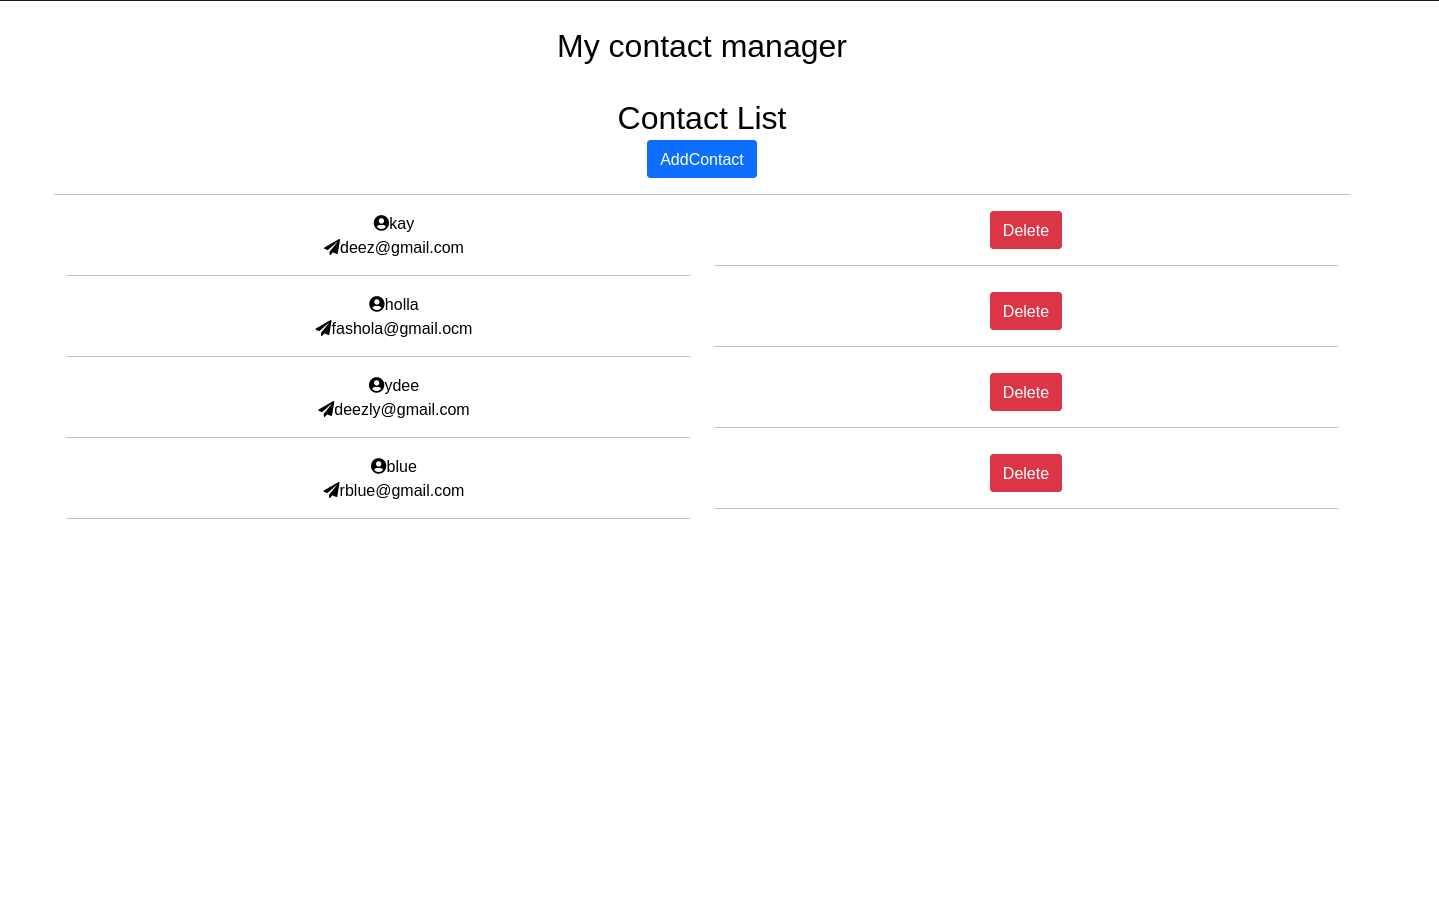 My contact manager
Contact List
AddContact
kay
deez@gmail.com
Delete
holla
fashola@gmail.ocm
Delete
ydee
deezly@gmail.com
Delete
blue
rblue@gmail.com
Delete